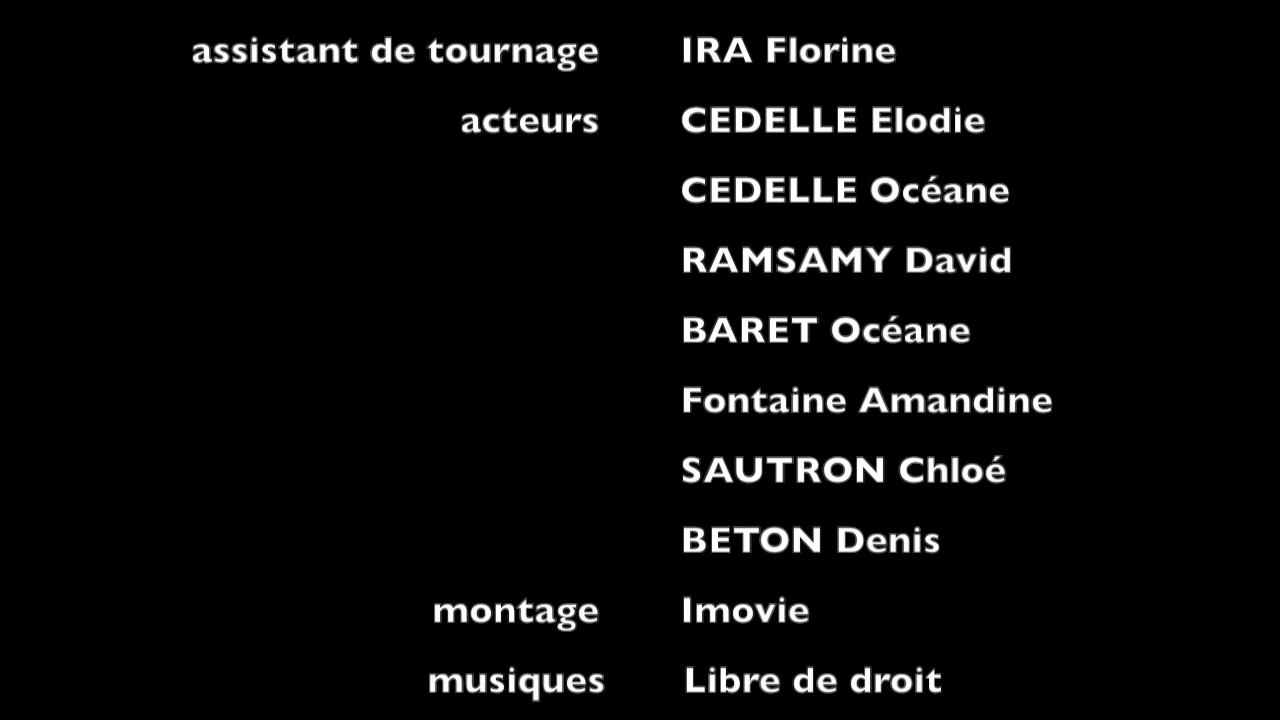 assistant de tournage IRA Florine
acteurs CEDELLE Elodie
CEDELLE Océane
RAMSAMY David
BARET Océane
Fontaine Amandine
SAUTRON Chloé
BETON Denis
montage Imovie
musiques Libre de droit